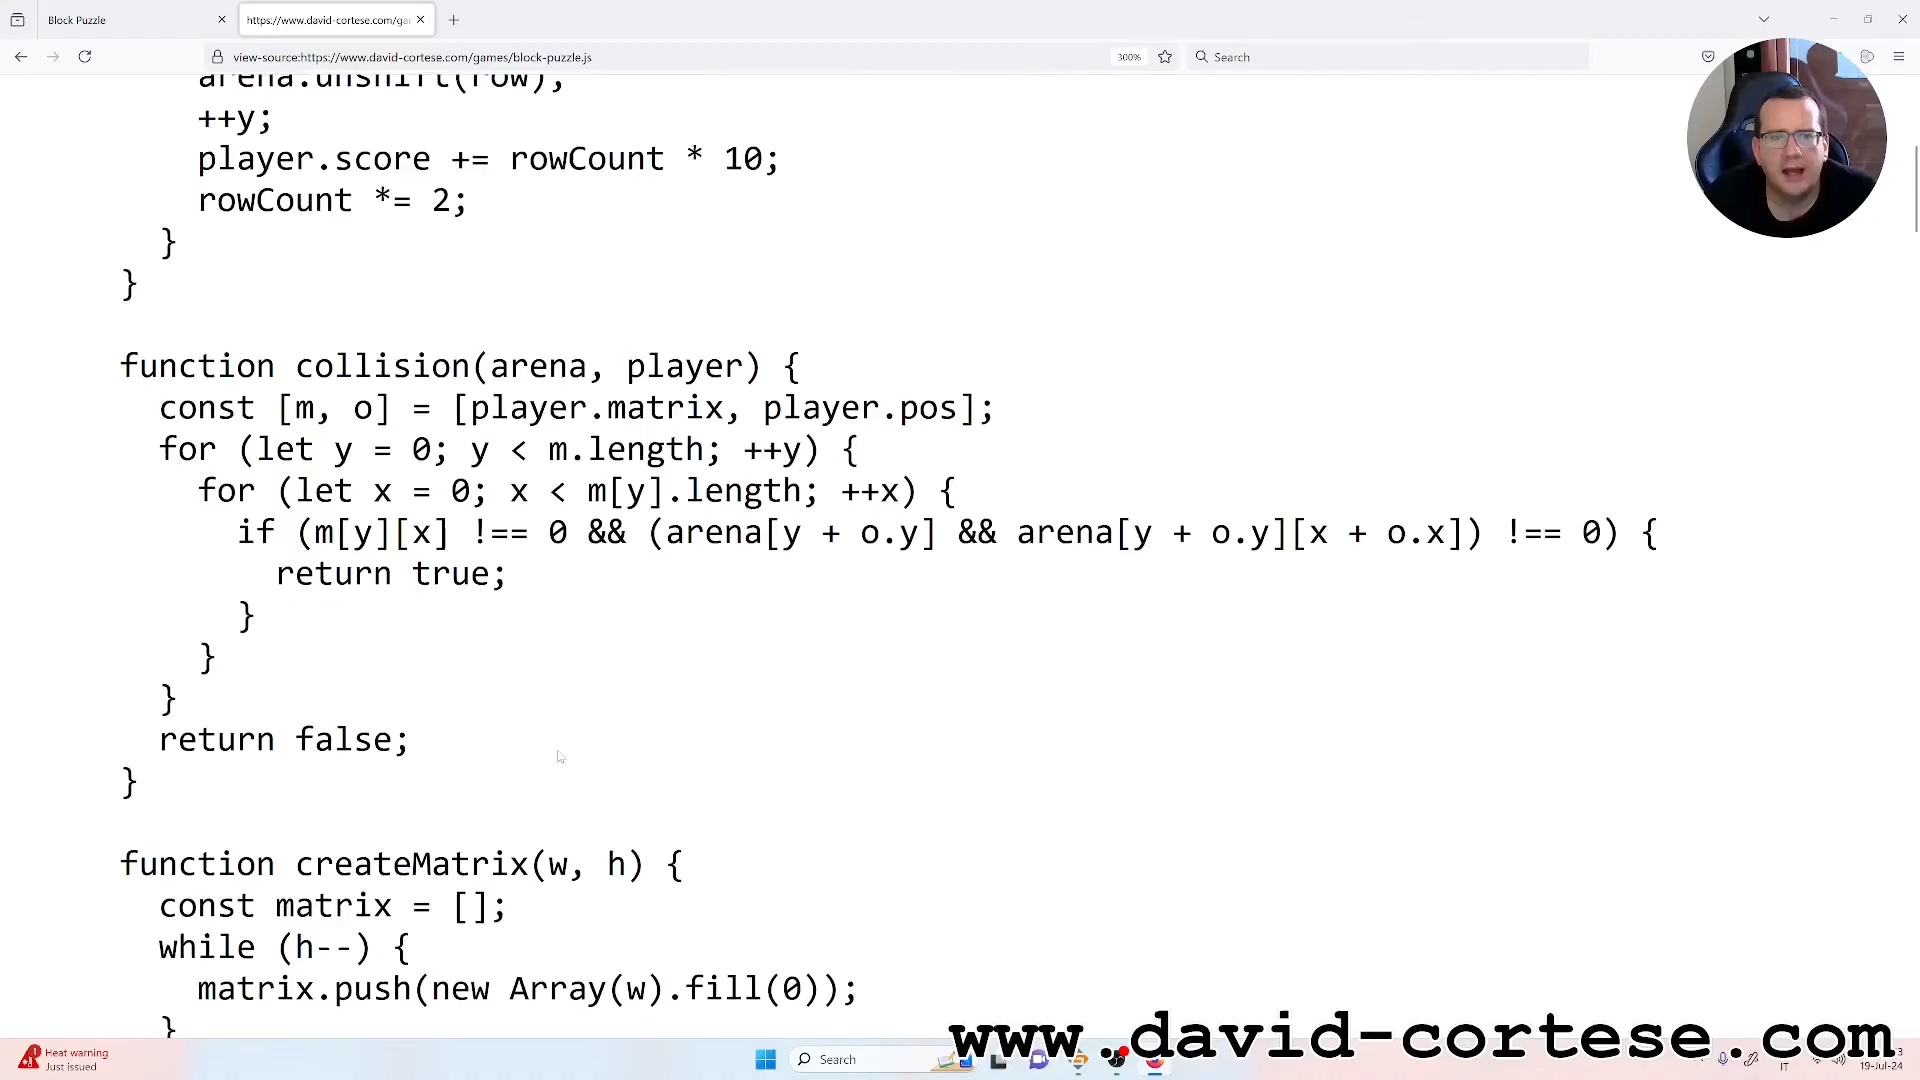 Block Puzzle
https://www.david-cortese.com/ga
view-source:https://www.david-cortese.com/games/block-puzzle.js
300%
Search
arena.unshift(row);
++y;
player.score += rowCount * 10;
rowCount *= 2;
}
}
function collision(arena, player) {
const [m, o] = [player.matrix, player.pos];
for (let y = 0; y < m.length; ++y) {
for (let x = 0; x < m[y].length; ++x) {
if (m[y][x] !== 0 && (arena[y + o.y] && arena[y + o.y][x + o.x]) !== 0) {
return true;
}
}
}
return false;
}
function createMatrix(w, h) {
const matrix = [];
while (h--) {
matrix.push(new Array(w).fill(0));
}
www.david-cortese.com
Heat warning
Just issued
Search
IT
19-Jul-24